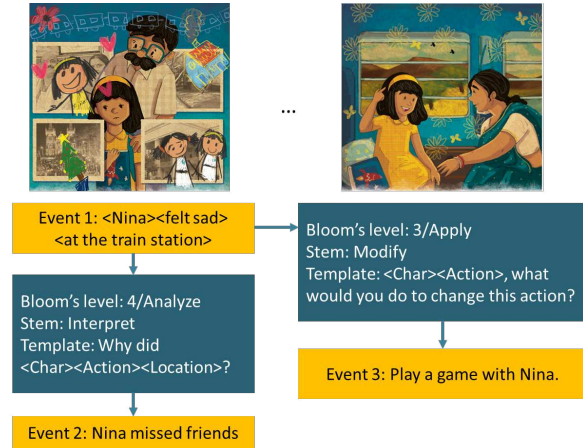 ...
Event 1: <Nina><felt sad>
<at the train station>
Bloom's level: 4/Analyze
Stem: Interpret
Template: Why did
<Char><Action><Location>?
Event 2: Nina missed friends
Bloom's level: 3/Apply
Stem: Modify
Template: <Char><Action>, what
would you do to change this action?
Event 3: Play a game with Nina.